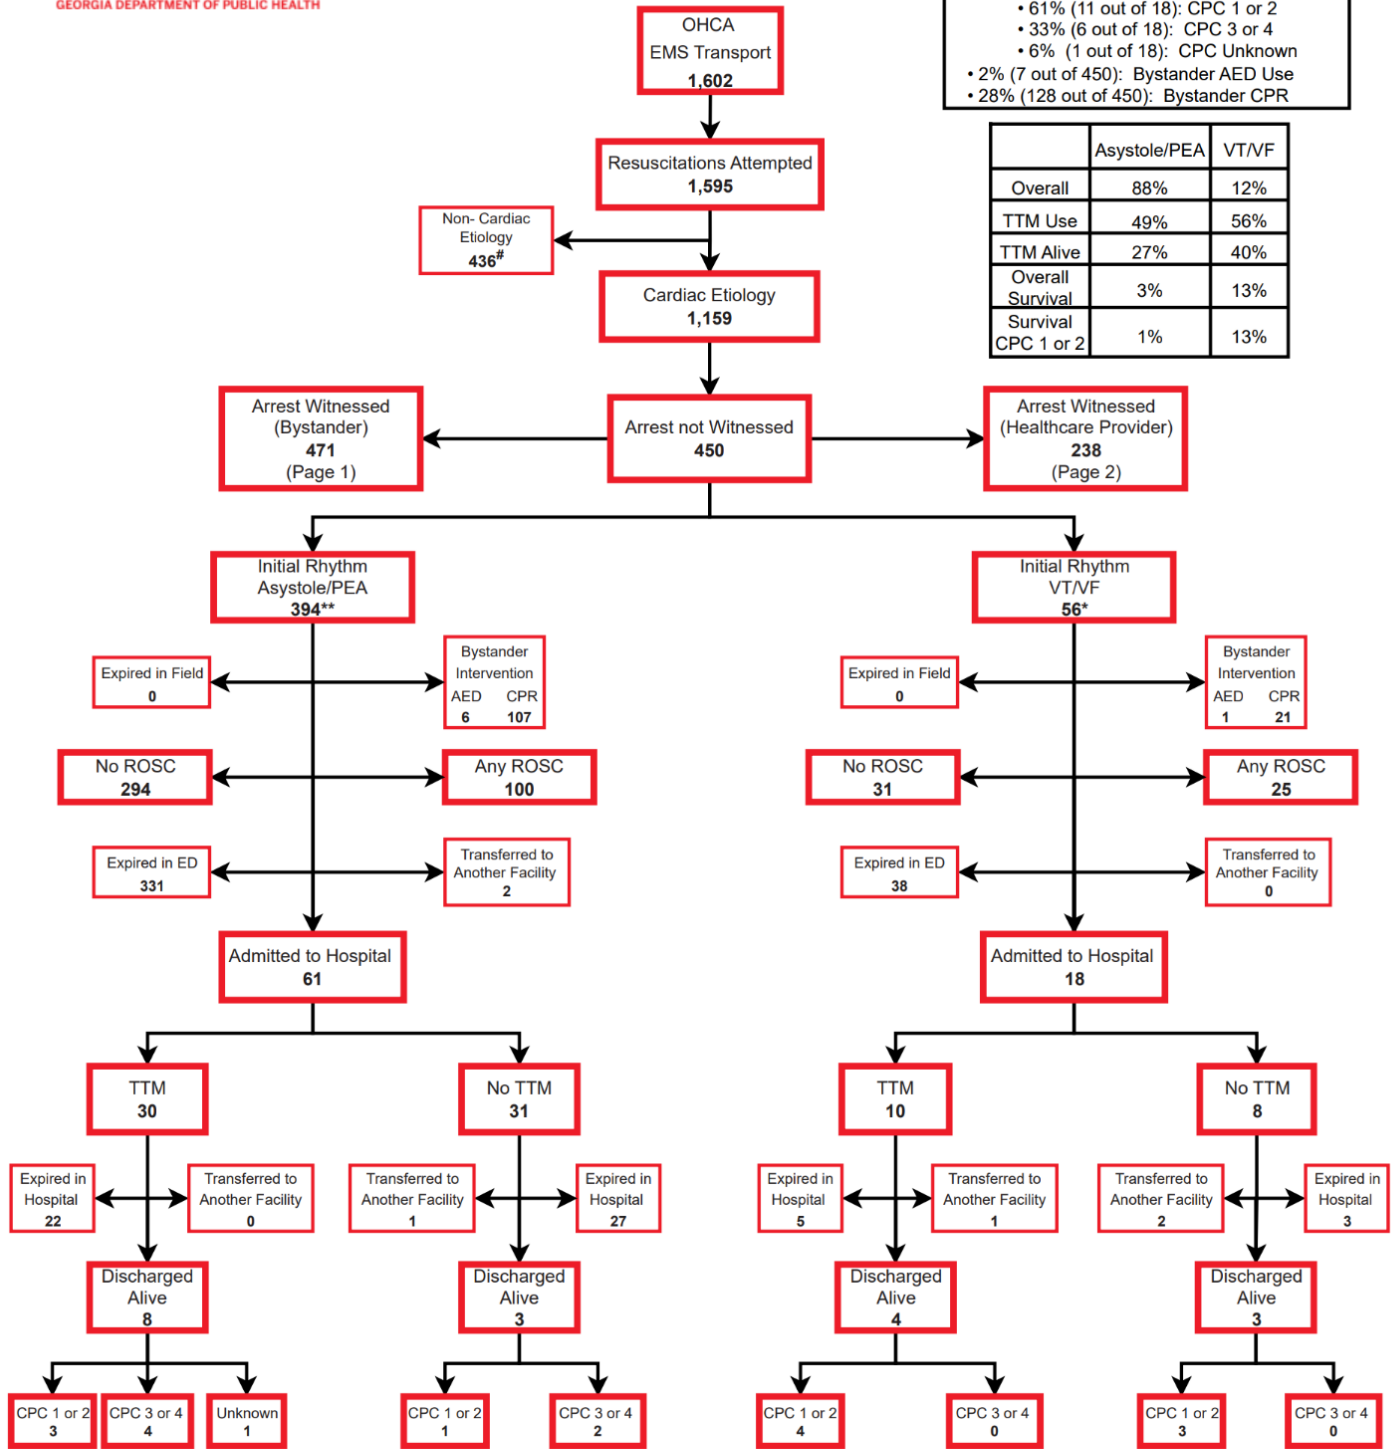 GEORGIA DEPARTMENT OF PUBLIC HEALTH
• 61% (11 out of 18): CPC 1 or 2
• 33% (6 out of 18): CPC 3 or 4
• 6% (1 out of 18): CPC Unknown
• 2% (7 out of 450): Bystander AED Use
• 28% (128 out of 450): Bystander CPR
OHCA
EMS Transport
1,602
Asystole/PEA VT/VF
Overall 88% 12%
TTM Use 49% 56%
TTM Alive 27% 40%
Overall
Survival 3% 13%
Survival
CPC 1 or 2 1% 13%
Resuscitations Attempted
1,595
Non- Cardiac
Etiology
436#
Cardiac Etiology
1,159
Arrest Witnessed
(Bystander)
471
(Page 1)
Arrest not Witnessed
450
Arrest Witnessed
(Healthcare Provider)
238
(Page 2)
Initial Rhythm
Asystole/PEA
394**
Initial Rhythm
VT/VF
56*
Expired in Field
0
Bystander
Intervention
AED CPR
6 107
Expired in Field
0
Bystander
Intervention
AED CPR
1 21
No ROSC
294
Any ROSC
100
No ROSC
31
Any ROSC
25
Expired in ED
331
Transferred to
Another Facility
2
Expired in ED
38
Transferred to
Another Facility
0
Admitted to Hospital
61
Admitted to Hospital
18
TTM
30
No TTM
31
TTM
10
No TTM
8
Expired in
Hospital
22
Transferred to
Another Facility
0
Transferred to
Another Facility
1
Expired in
Hospital
27
Expired in
Hospital
5
Transferred to
Another Facility
1
Transferred to
Another Facility
2
Expired in
Hospital
3
Discharged
Alive
8
Discharged
Alive
3
Discharged
Alive
4
Discharged
Alive
3
CPC 1 or 2
3
CPC 3 or 4
4
Unknown
1
CPC 1 or 2
1
CPC 3 or 4
2
CPC 1 or 2
4
CPC 3 or 4
0
CPC 1 or 2
3
CPC 3 or 4
0